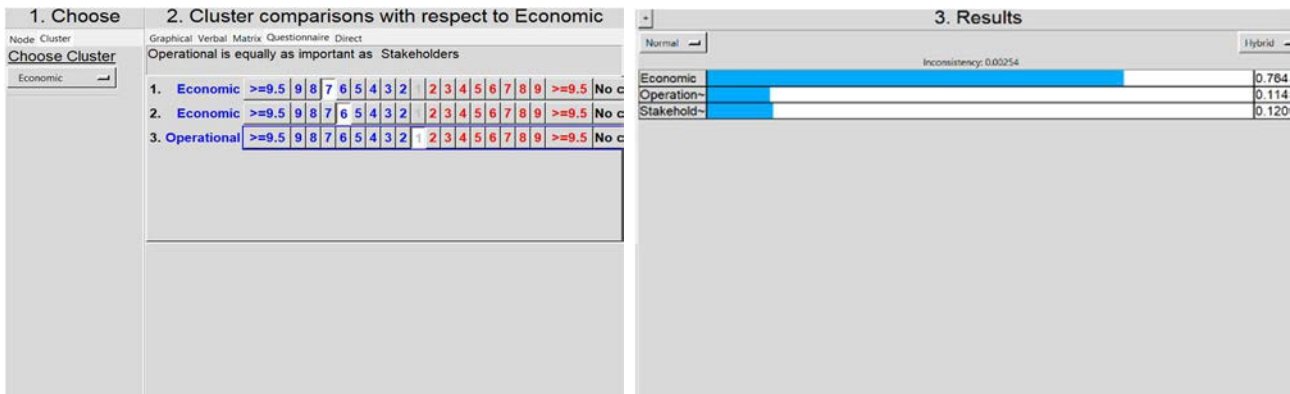 1. Choose
Node Cluster
Choose Cluster
Economic
2. Cluster comparisons with respect to Economic
Graphical Verbal Matrix Questionnaire Direct
Operational is equally as important as Stakeholders
1. Economic >=9.5 9 8 7 6 5 4 3 2 1 2 3 4 5 6 7 8 9 >=9.5 No c
2. Economic >=9.5 9 8 7 6 5 4 3 2 1 2 3 4 5 6 7 8 9 >=9.5 No c
3. Operational >=9.5 9 8 7 6 5 4 3 2 1 2 3 4 5 6 7 8 9 >=9.5 No c
+ 3. Results
Normal Hybrid
Inconsistency: 0.00254
Economic 0.764
Operation~ 0.114
Stakehold~ 0.120